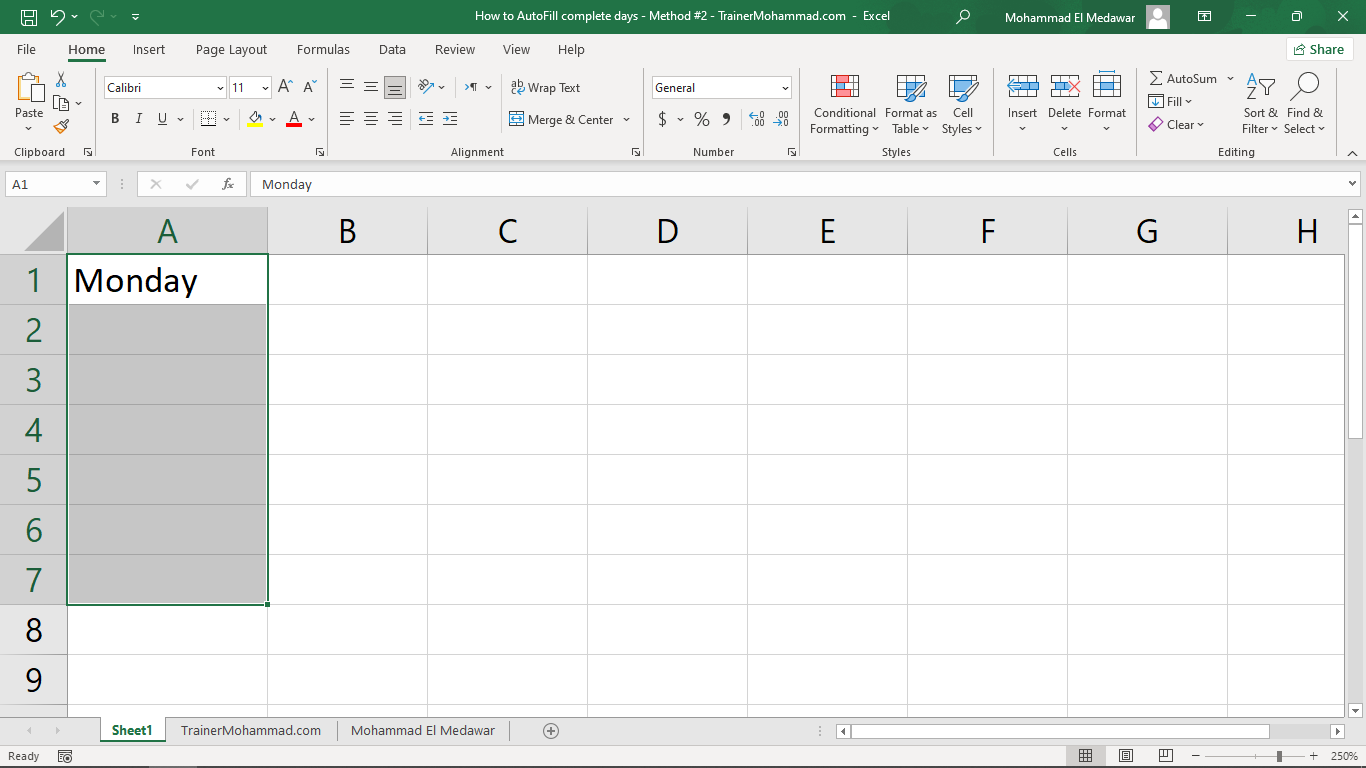 How to AutoFill complete days - Method #2 - TrainerMohammad.com - Excel
Mohammad El Medawar
File Home Insert Page Layout Formulas Data Review View Help
Share
Paste
Clipboard
Calibri 11
B I U A
Font
ab Wrap Text
Merge & Center
Alignment
General
$ % 9
Number
Conditional Formatting
Format as Table
Cell Styles
Styles
Insert
Delete
Format
Cells
AutoSum
Fill
Clear
Sort & Filter
Find & Select
Editing
A1
fx
Monday
A B C D E F G H
1 Monday
2
3
4
5
6
7
8
9
Sheet1 TrainerMohammad.com Mohammad El Medawar
Ready
250%